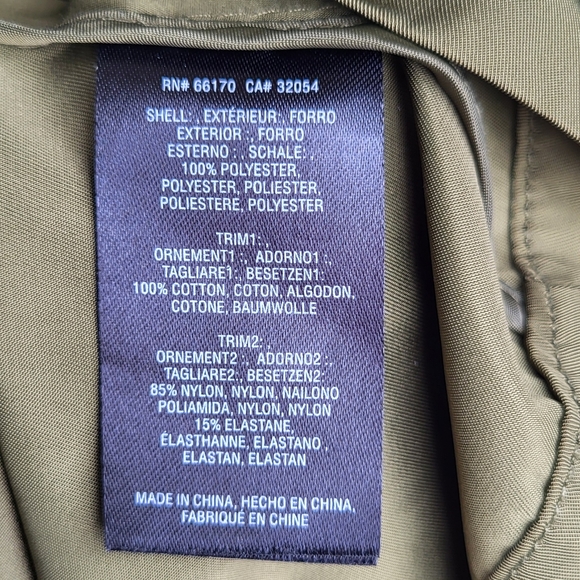 RN# 66170 CA# 32054
SHELL: , EXTÉRIEUR: FORRO
EXTERIOR : , FORRO
ESTERNO : , SCHALE: ,
100% POLYESTER,
POLYESTER, POLIESTER,
POLIESTERE, POLYESTER
TRIM1: ,
ORNEMENT1 :, ADORNO1 :,
TAGLIARE1:, BESETZEN1:
100% COTTON, COTON, ALGODON,
COTONE, BAUMWOLLE
TRIM2: ,
ORNEMENT2 :, ADORNO2 :,
TAGLIARE2:, BESETZEN2:
85% NYLON, NYLON, NAILONO
POLIAMIDA, NYLON, NYLON
15% ELASTANE,
ÉLASTHANNE, ELASTANO ,
ELASTAN, ELASTAN
MADE IN CHINA, HECHO EN CHINA,
FABRIQUÉ EN CHINE